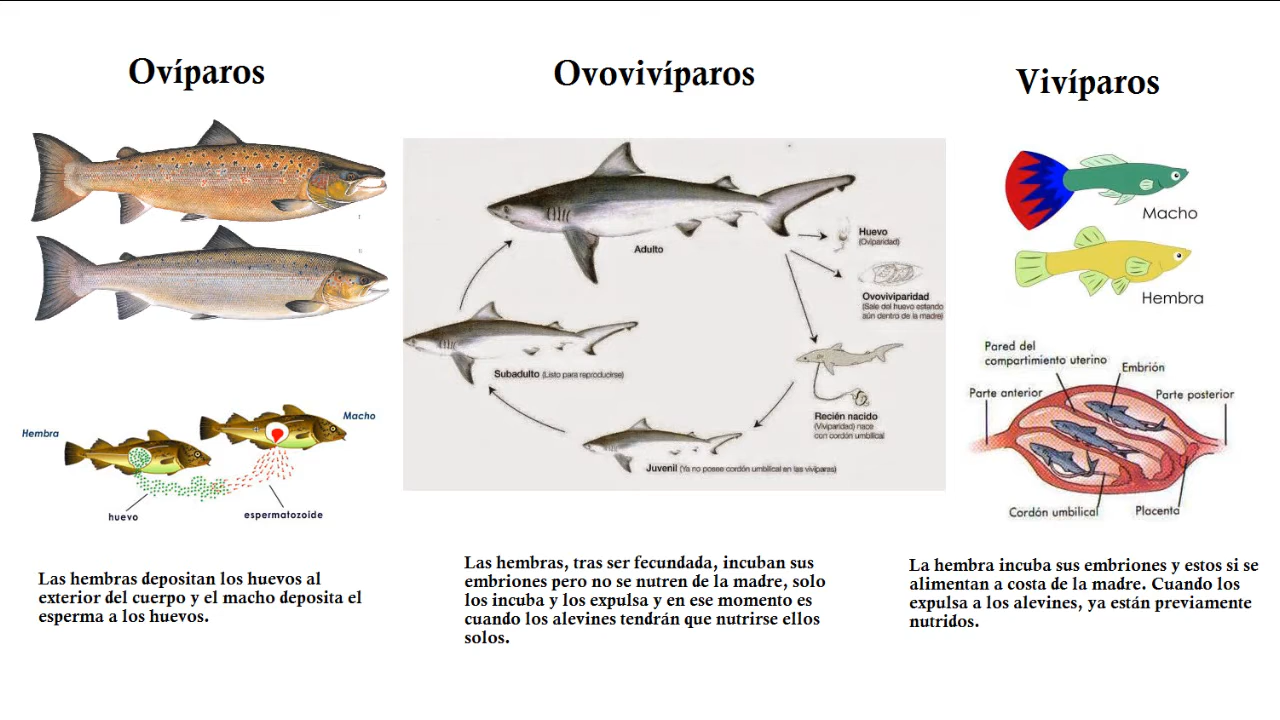 Ovíparos
Hembra
Macho
huevo
espermatozoide
Las hembras depositan los huevos al
exterior del cuerpo y el macho deposita el
esperma a los huevos.
Ovovivíparos
Adulto
Huevo
(Oviparidad)
Ovoviviparidad
(Sale del huevo estando
aún dentro de la madre)
Subadulto (Listo para reproducirse)
Recién nacido
(Viviparidad) nace
con cordón umbilical
Juvenil (Ya no posee cordón umbilical en las vivíparas)
Las hembras, tras ser fecundada, incuban sus
embriones pero no se nutren de la madre, solo
los incuba y los expulsa y en ese momento es
cuando los alevines tendrán que nutrirse ellos
solos.
Vivíparos
Macho
Hembra
Pared del
compartimiento uterino
Embrión
Parte anterior
Parte posterior
Cordón umbilical
Placenta
La hembra incuba sus embriones y estos si se
alimentan a costa de la madre. Cuando los
expulsa a los alevines, ya están previamente
nutridos.